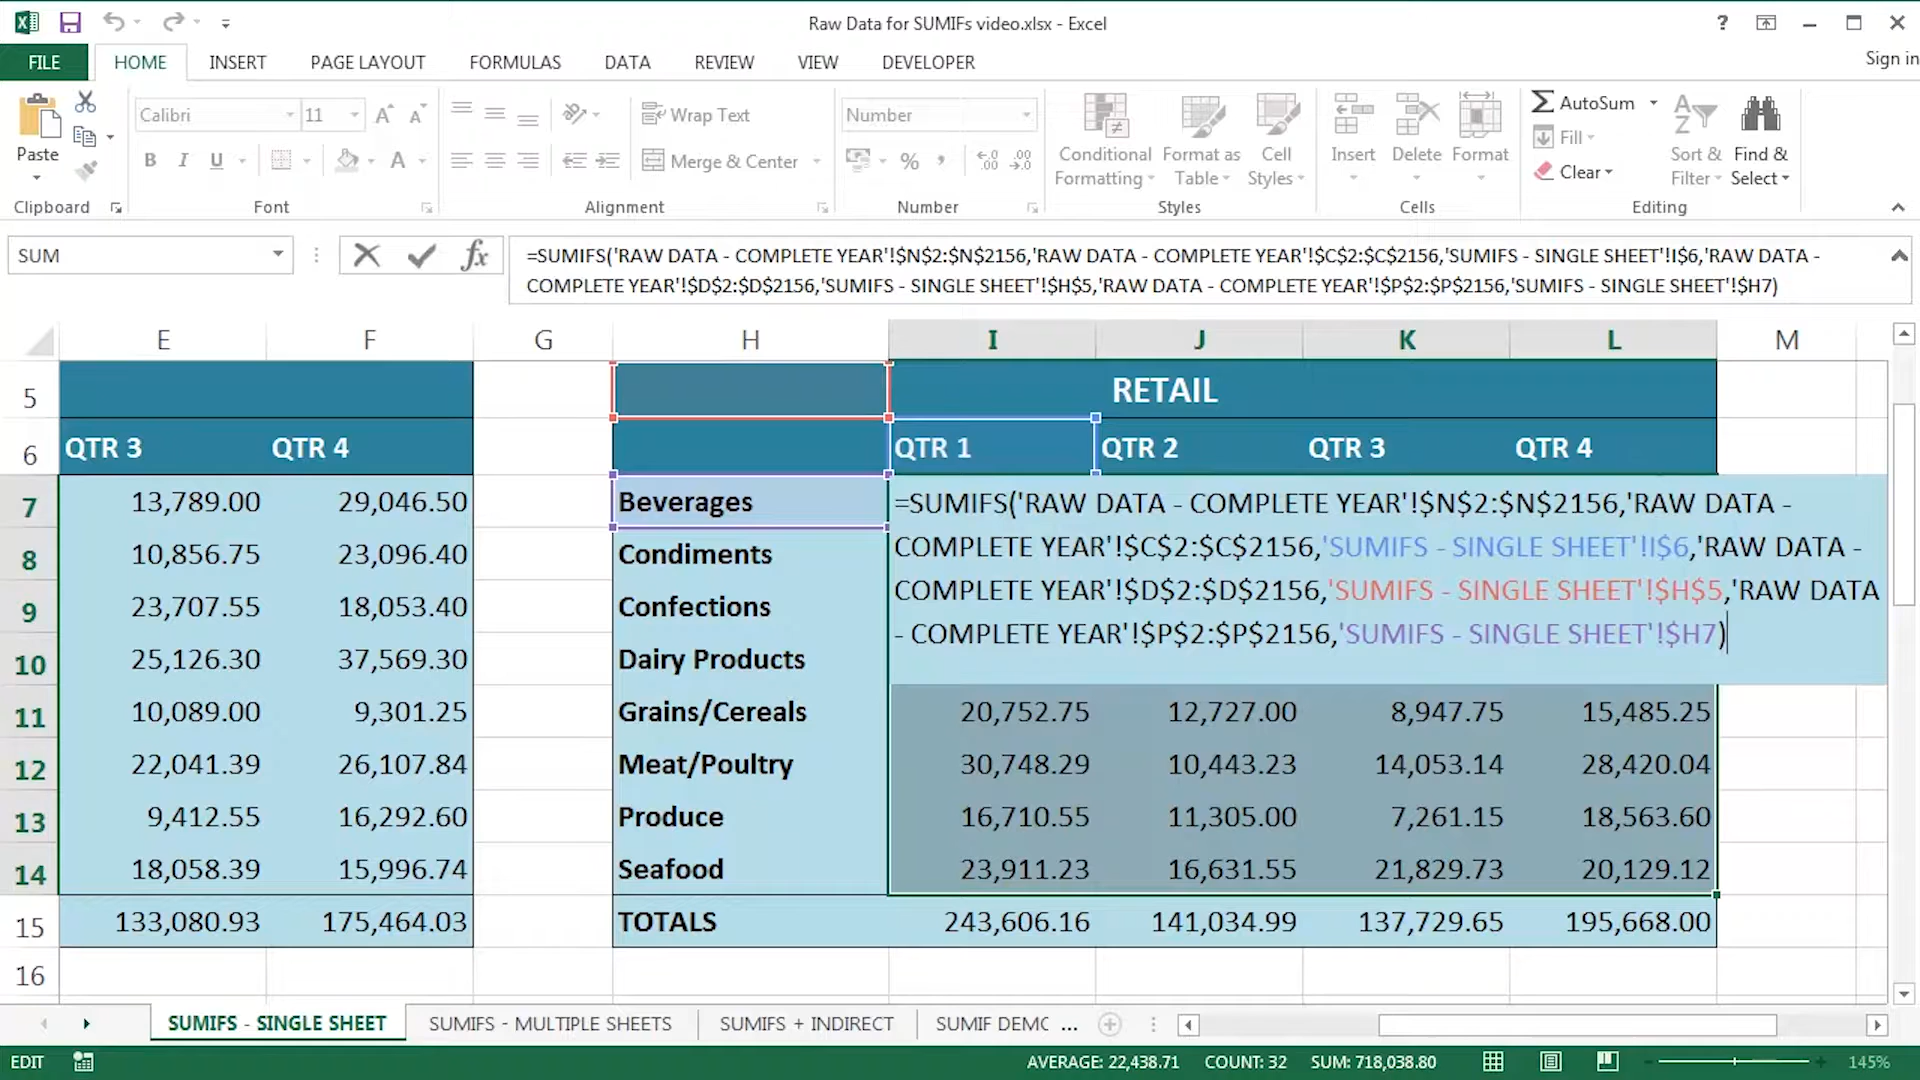 Raw Data for SUMIFs video.xlsx - Excel
?
FILE HOME INSERT PAGE LAYOUT FORMULAS DATA REVIEW VIEW DEVELOPER Sign in
Paste
Clipboard
Calibri 11
B I U A
Font
Wrap Text
Merge & Center
Alignment
Number
% ,
Number
Conditional Formatting
Format as Table
Cell Styles
Styles
Insert Delete Format
Cells
AutoSum
Fill
Clear
Sort & Filter
Find & Select
Editing
SUM
fx
=SUMIFS('RAW DATA - COMPLETE YEAR'!$N$2:$N$2156,'RAW DATA - COMPLETE YEAR'!$C$2:$C$2156,'SUMIFS - SINGLE SHEET'!I$6,'RAW DATA -
COMPLETE YEAR'!$D$2:$D$2156,'SUMIFS - SINGLE SHEET'!$H$5,'RAW DATA - COMPLETE YEAR'!$P$2:$P$2156,'SUMIFS - SINGLE SHEET'!$H7)
E F G H I J K L M
5 RETAIL
6 QTR 3 QTR 4 QTR 1 QTR 2 QTR 3 QTR 4
7 13,789.00 29,046.50 Beverages =SUMIFS('RAW DATA - COMPLETE YEAR'!$N$2:$N$2156,'RAW DATA -
8 10,856.75 23,096.40 Condiments COMPLETE YEAR'!$C$2:$C$2156,'SUMIFS - SINGLE SHEET'!I$6,'RAW DATA -
9 23,707.55 18,053.40 Confections COMPLETE YEAR'!$D$2:$D$2156,'SUMIFS - SINGLE SHEET'!$H$5,'RAW DATA
- COMPLETE YEAR'!$P$2:$P$2156,'SUMIFS - SINGLE SHEET'!$H7)
10 25,126.30 37,569.30 Dairy Products
11 10,089.00 9,301.25 Grains/Cereals 20,752.75 12,727.00 8,947.75 15,485.25
12 22,041.39 26,107.84 Meat/Poultry 30,748.29 10,443.23 14,053.14 28,420.04
13 9,412.55 16,292.60 Produce 16,710.55 11,305.00 7,261.15 18,563.60
14 18,058.39 15,996.74 Seafood 23,911.23 16,631.55 21,829.73 20,129.12
15 133,080.93 175,464.03 TOTALS 243,606.16 141,034.99 137,729.65 195,668.00
16
SUMIFS - SINGLE SHEET SUMIFS - MULTIPLE SHEETS SUMIFS + INDIRECT SUMIF DEMO ...
EDIT AVERAGE: 22,438.71 COUNT: 32 SUM: 718,038.80 145%